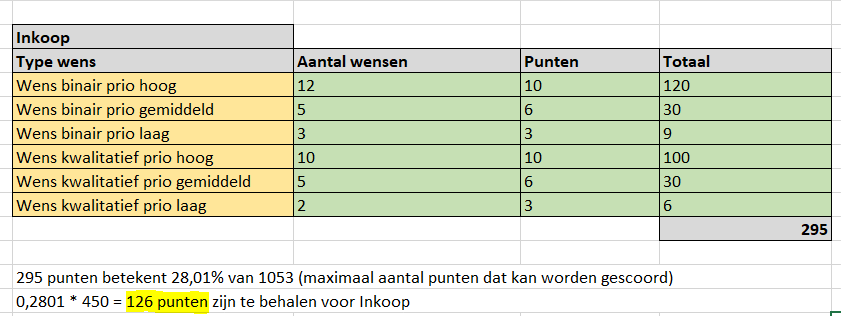 Inkoop
Type wens Aantal wensen Punten Totaal
Wens binair prio hoog 12 10 120
Wens binair prio gemiddeld 5 6 30
Wens binair prio laag 3 3 9
Wens kwalitatief prio hoog 10 10 100
Wens kwalitatief prio gemiddeld 5 6 30
Wens kwalitatief prio laag 2 3 6
295
295 punten betekent 28,01% van 1053 (maximaal aantal punten dat kan worden gescoord)
0,2801 * 450 = 126 punten zijn te behalen voor Inkoop